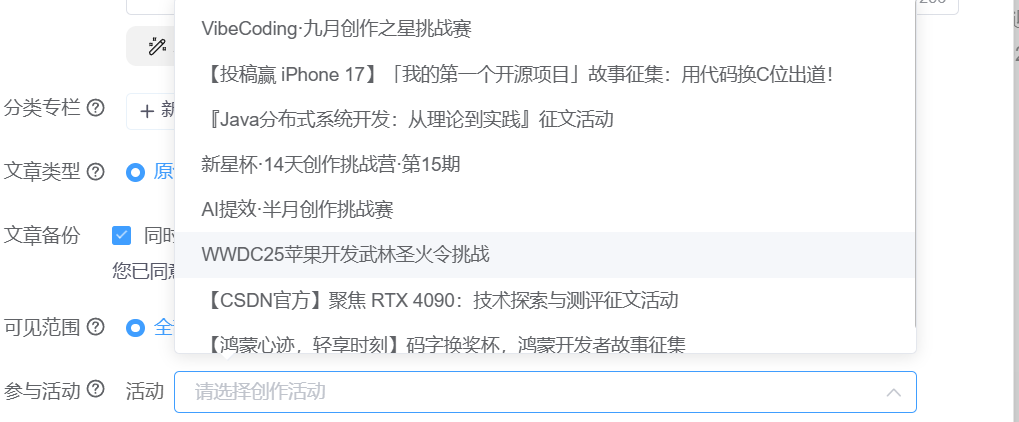 VibeCoding·九月创作之星挑战赛
【投稿赢 iPhone 17】「我的第一个开源项目」故事征集：用代码换C位出道！
分类专栏
新
『Java分布式系统开发：从理论到实践』征文活动
文章类型
新星杯·14天创作挑战营·第15期
AI提效·半月创作挑战赛
文章备份
同时
WWDC25苹果开发武林圣火令挑战
您已同意
【CSDN官方】聚焦 RTX 4090：技术探索与测评征文活动
可见范围
全
【鸿蒙心迹，轻享时刻】码字换奖杯，鸿蒙开发者故事征集
参与活动 活动 请选择创作活动